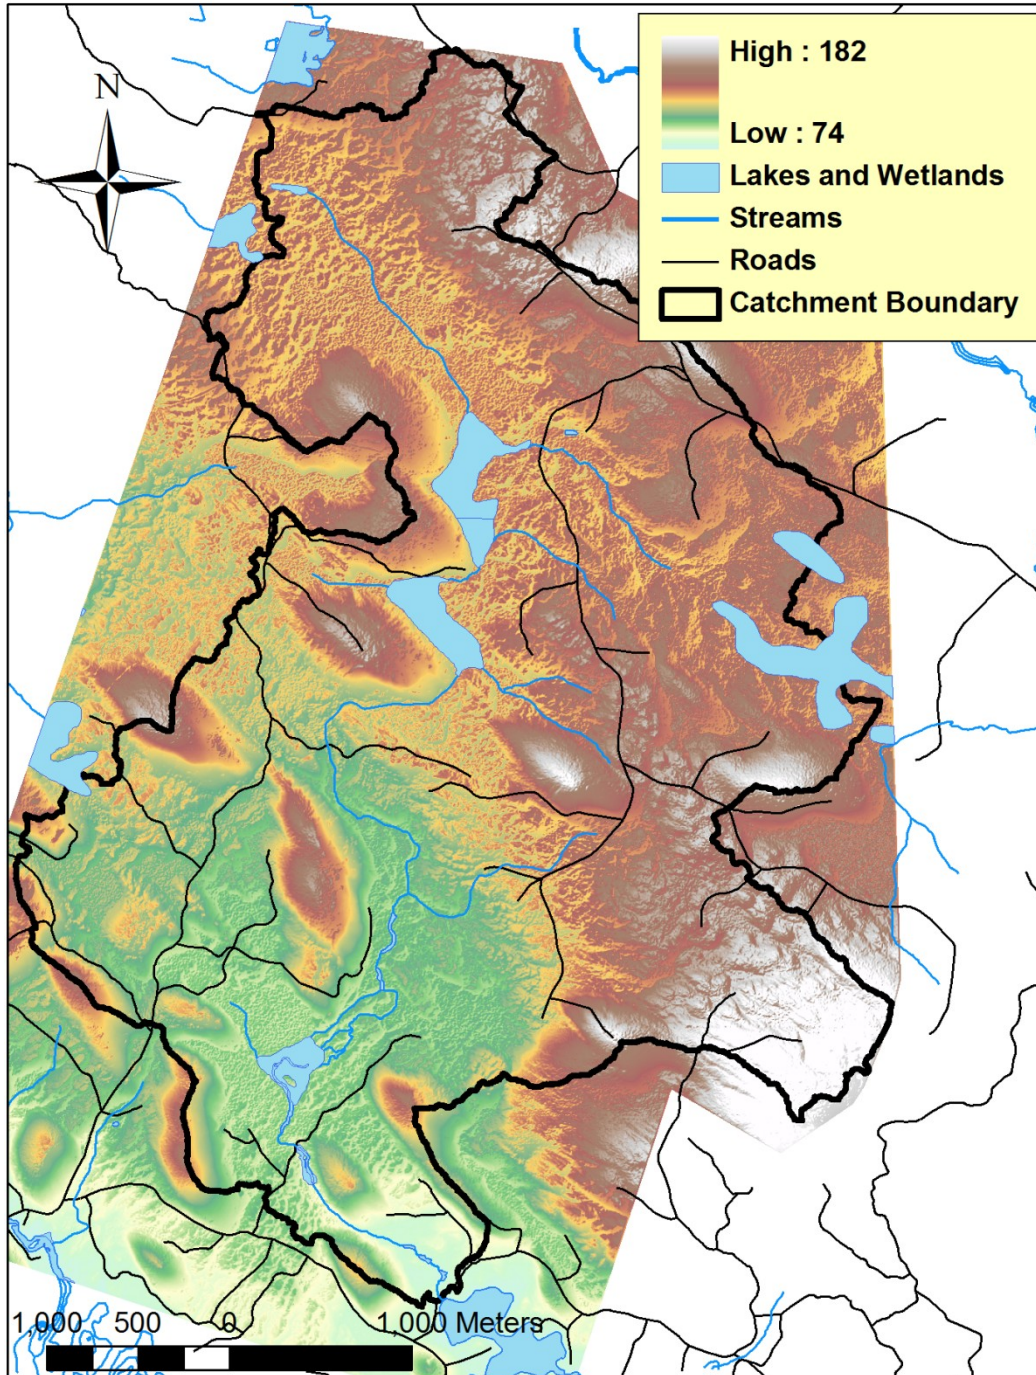 High : 182
Low : 74
Lakes and Wetlands
Streams
Roads
Catchment Boundary
N
1,000 500 0 1,000 Meters